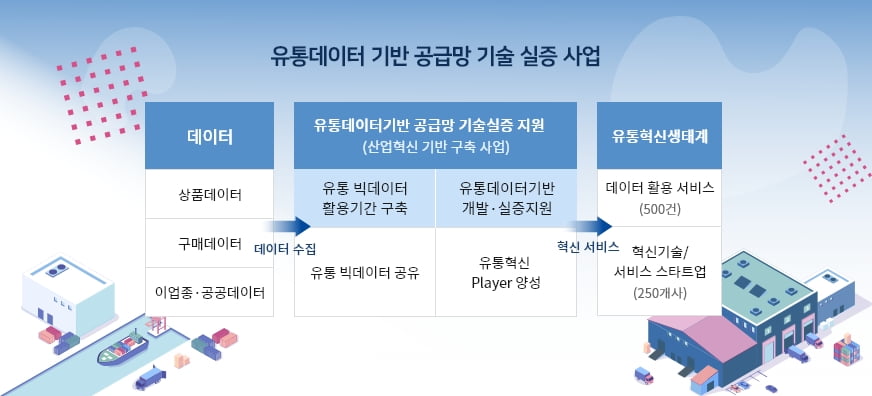 유통데이터 기반 공급망 기술 실증 사업
데이터
상품데이터
구매데이터
이업종·공공데이터
데이터 수집
유통데이터기반 공급망 기술실증 지원
(산업혁신 기반 구축 사업)
유통 빅데이터
활용기간 구축
유통데이터기반
개발·실증지원
유통 빅데이터 공유
유통혁신
Player 양성
혁신 서비스
유통혁신생태계
데이터 활용 서비스
(500건)
혁신기술/
서비스 스타트업
(250개사)